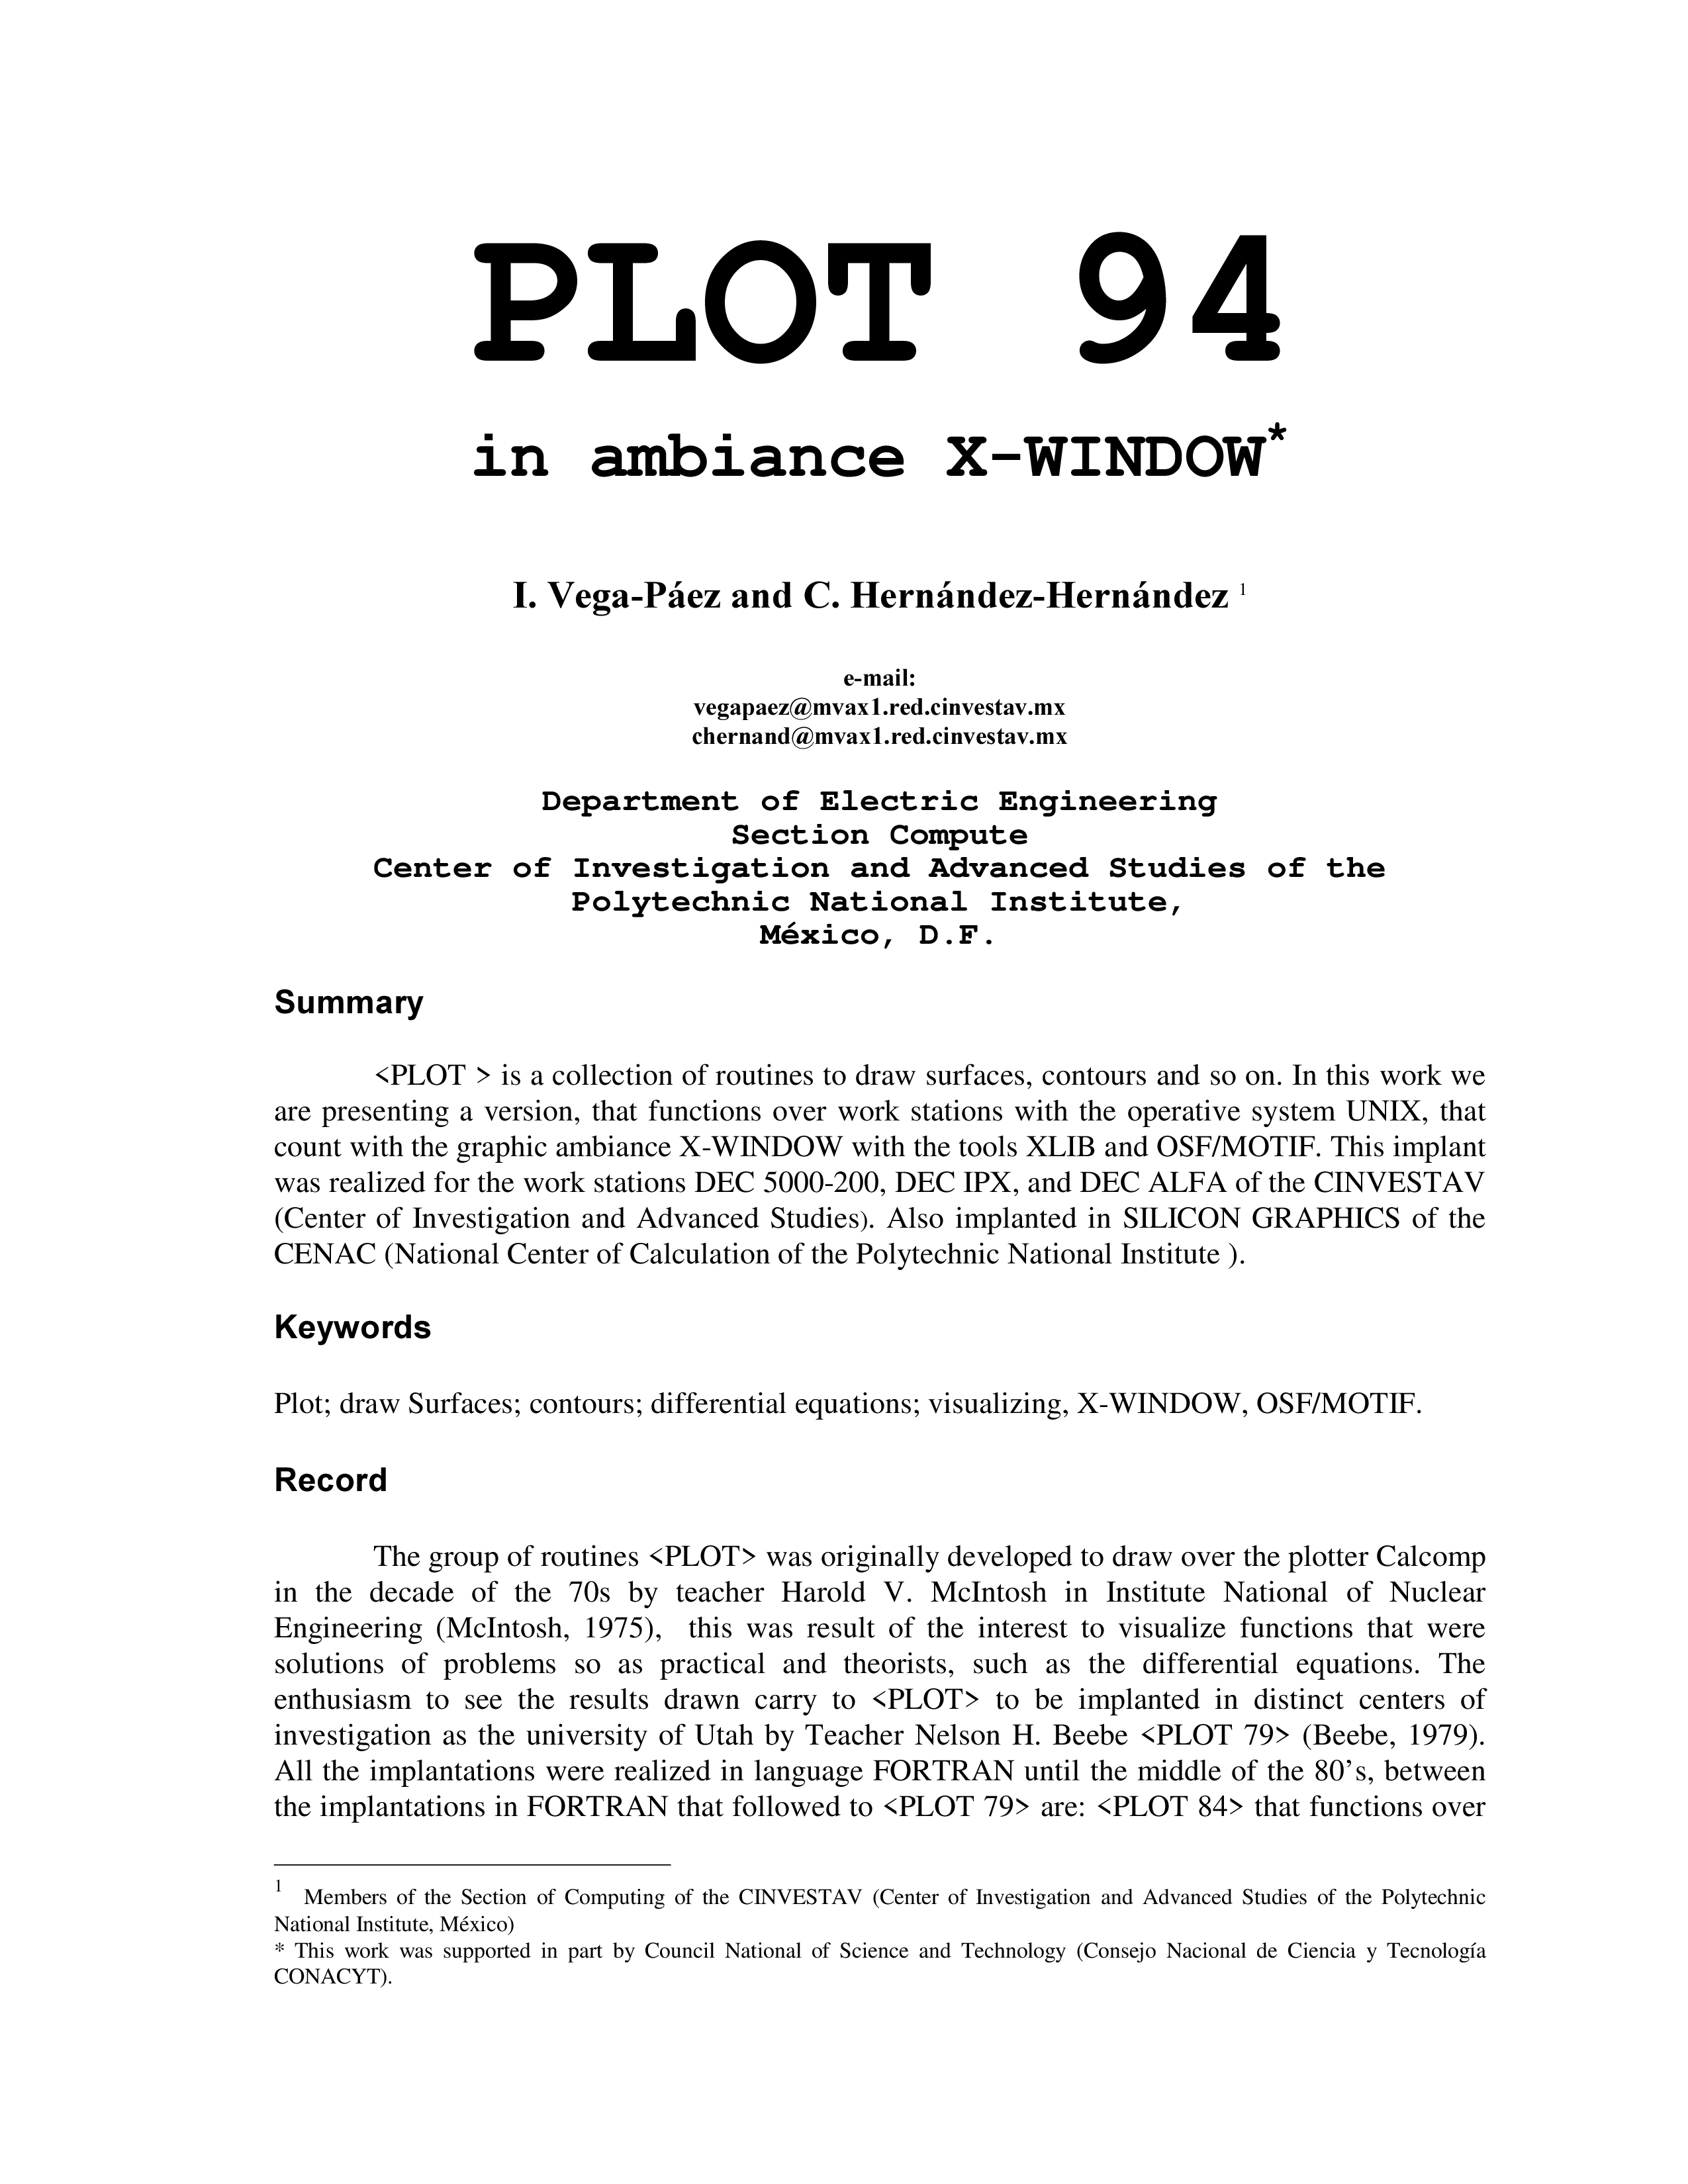 PLOT 94
in ambiance X-WINDOW*
I. Vega-Páez and C. Hernández-Hernández 1
e-mail:
vegapaez@mvax1.red.cinvestav.mx
chernand@mvax1.red.cinvestav.mx
Department of Electric Engineering
Section Compute
Center of Investigation and Advanced Studies of the
Polytechnic National Institute,
México, D.F.
Summary
<PLOT > is a collection of routines to draw surfaces, contours and so on. In this work we
are presenting a version, that functions over work stations with the operative system UNIX, that
count with the graphic ambiance X-WINDOW with the tools XLIB and OSF/MOTIF. This implant
was realized for the work stations DEC 5000-200, DEC IPX, and DEC ALFA of the CINVESTAV
(Center of Investigation and Advanced Studies). Also implanted in SILICON GRAPHICS of the
CENAC (National Center of Calculation of the Polytechnic National Institute ).
Keywords
Plot; draw Surfaces; contours; differential equations; visualizing, X-WINDOW, OSF/MOTIF.
Record
The group of routines <PLOT> was originally developed to draw over the plotter Calcomp
in the decade of the 70s by teacher Harold V. McIntosh in Institute National of Nuclear
Engineering (McIntosh, 1975), this was result of the interest to visualize functions that were
solutions of problems so as practical and theorists, such as the differential equations. The
enthusiasm to see the results drawn carry to <PLOT> to be implanted in distinct centers of
investigation as the university of Utah by Teacher Nelson H. Beebe <PLOT 79> (Beebe, 1979).
All the implantations were realized in language FORTRAN until the middle of the 80’s, between
the implantations in FORTRAN that followed to <PLOT 79> are: <PLOT 84> that functions over
1 Members of the Section of Computing of the CINVESTAV (Center of Investigation and Advanced Studies of the Polytechnic
National Institute, México)
* This work was supported in part by Council National of Science and Technology (Consejo Nacional de Ciencia y Tecnología
CONACYT).